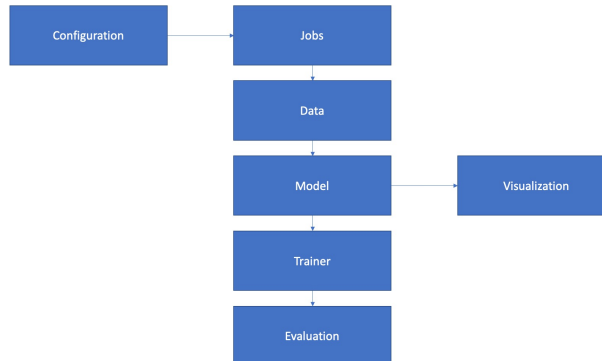 Configuration
Jobs
Data
Model
Visualization
Trainer
Evaluation